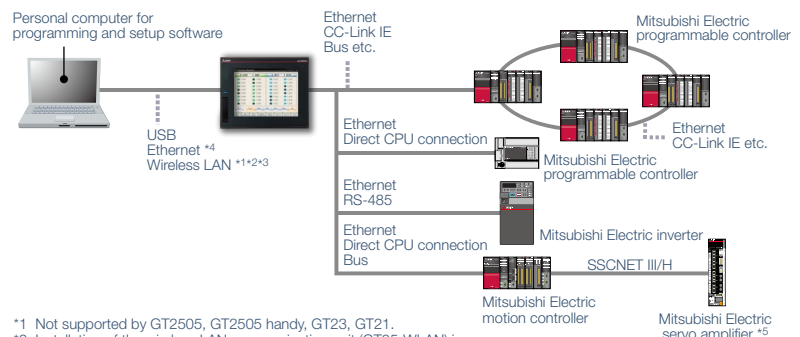 Personal computer for
programming and setup software
Ethernet
CC-Link IE
Bus etc.
Mitsubishi Electric
programmable controller
USB
Ethernet *4
Wireless LAN *1*2*3
Ethernet
Direct CPU connection
Ethernet
CC-Link IE etc.
Mitsubishi Electric
programmable controller
Ethernet
RS-485
Mitsubishi Electric inverter
Ethernet
Direct CPU connection
Bus
SSCNET III/H
Mitsubishi Electric
motion controller
Mitsubishi Electric
servo amplifier *5
*1 Not supported by GT2505, GT2505 handy, GT23, GT21.